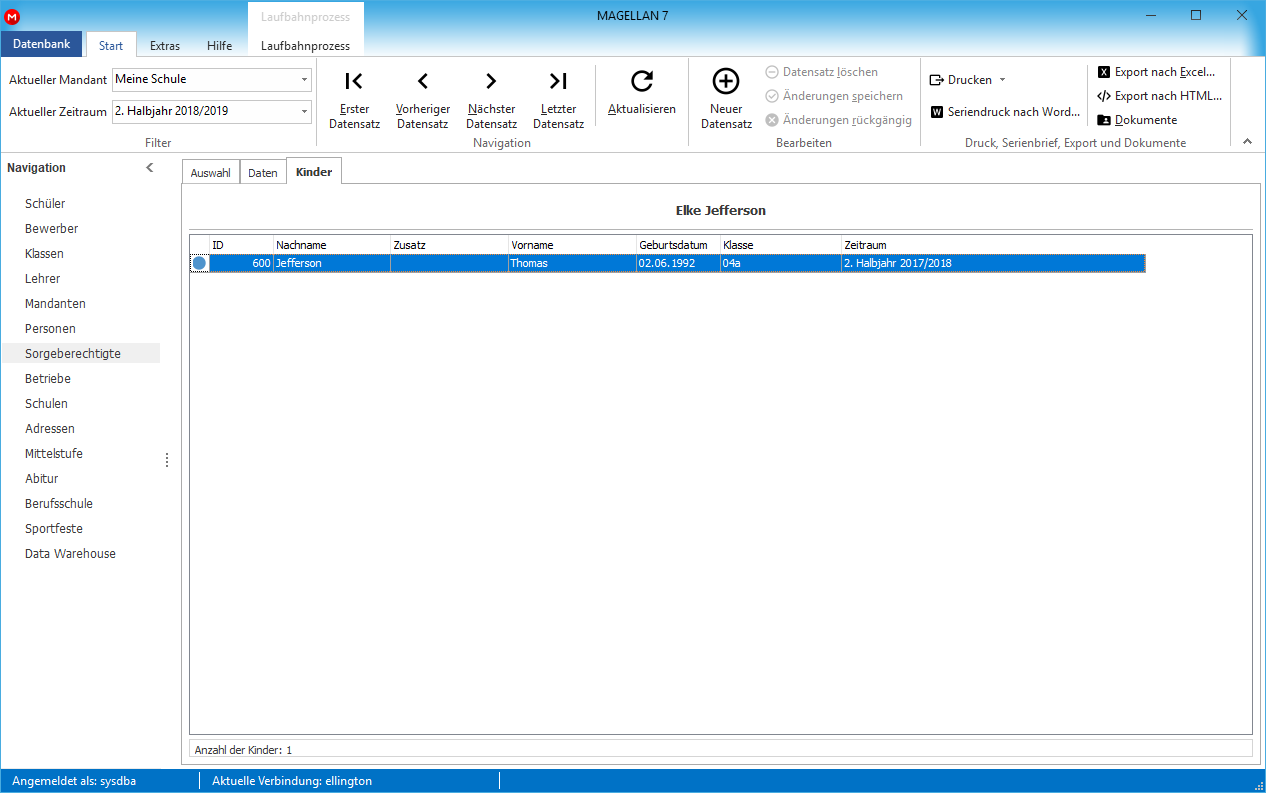 MAGELLAN 7
Laufbahnprozess
Datenbank Start Extras Hilfe Laufbahnprozess
Aktueller Mandant Meine Schule
Aktueller Zeitraum 2. Halbjahr 2018/2019
Filter
Erster Datensatz
Vorheriger Datensatz
Nächster Datensatz
Letzter Datensatz
Aktualisieren
Navigation
Neuer Datensatz
Datensatz löschen
Änderungen speichern
Änderungen rückgängig
Bearbeiten
Drucken
Seriendruck nach Word...
Export nach Excel...
Export nach HTML...
Dokumente
Druck, Serienbrief, Export und Dokumente
Navigation
Schüler
Bewerber
Klassen
Lehrer
Mandanten
Personen
Sorgeberechtigte
Betriebe
Schulen
Adressen
Mittelstufe
Abitur
Berufsschule
Sportfeste
Data Warehouse
Auswahl Daten Kinder
Elke Jefferson
ID Nachname Zusatz Vorname Geburtsdatum Klasse Zeitraum
600 Jefferson Thomas 02.06.1992 04a 2. Halbjahr 2017/2018
Anzahl der Kinder: 1
Angemeldet als: sysdba Aktuelle Verbindung: ellington